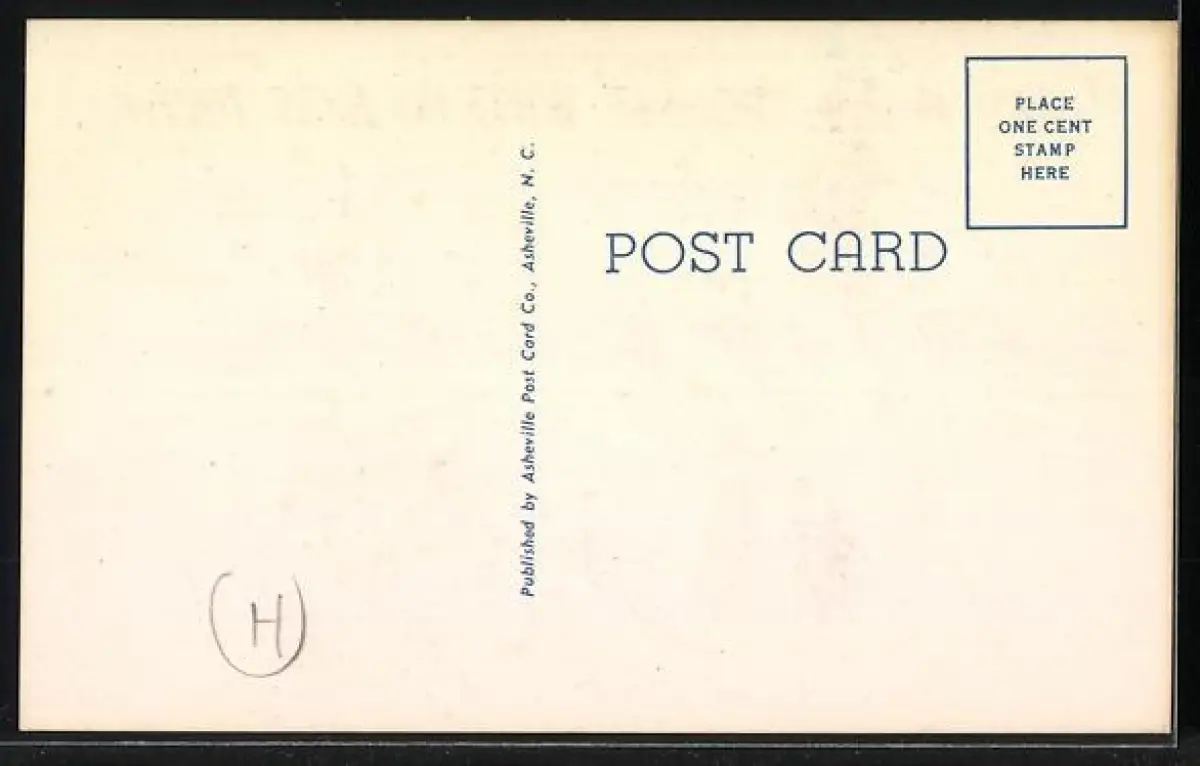 PLACE
ONE CENT
STAMP
HERE
POST CARD
Published by Asheville Post Card Co., Asheville, N. C.
H